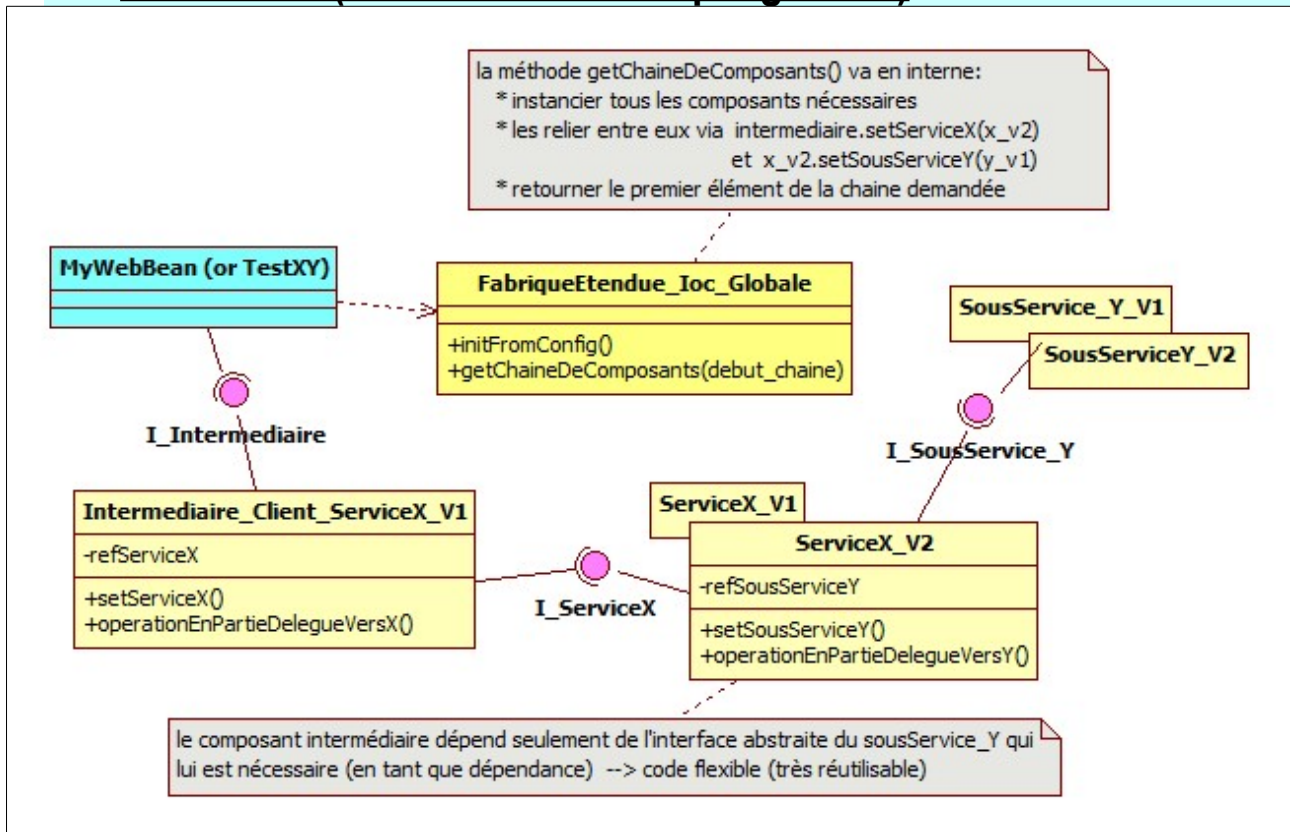 la méthode getChaineDeComposants() va en interne:
* instancier tous les composants nécessaires
* les relier entre eux via intermediaire.setServiceX(x_v2)
et x_v2.setSousServiceY(y_v1)
* retourner le premier élément de la chaine demandée
MyWebBean (or TestXY)
FabriqueEtendue_Ioc_Globale
+initFromConfig()
+getChaineDeComposants(debut_chaine)
SousService_Y_V1
SousServiceY_V2
I_Intermediaire
I_SousService_Y
Intermediaire_Client_ServiceX_V1
-refServiceX
+setServiceX()
+operationEnPartieDelegueVersX()
I_ServiceX
ServiceX_V1
ServiceX_V2
-refSousServiceY
+setSousServiceY()
+operationEnPartieDelegueVersY()
le composant intermédiaire dépend seulement de l'interface abstraite du sousService_Y qui
lui est nécessaire (en tant que dépendance) --> code flexible (très réutilisable)